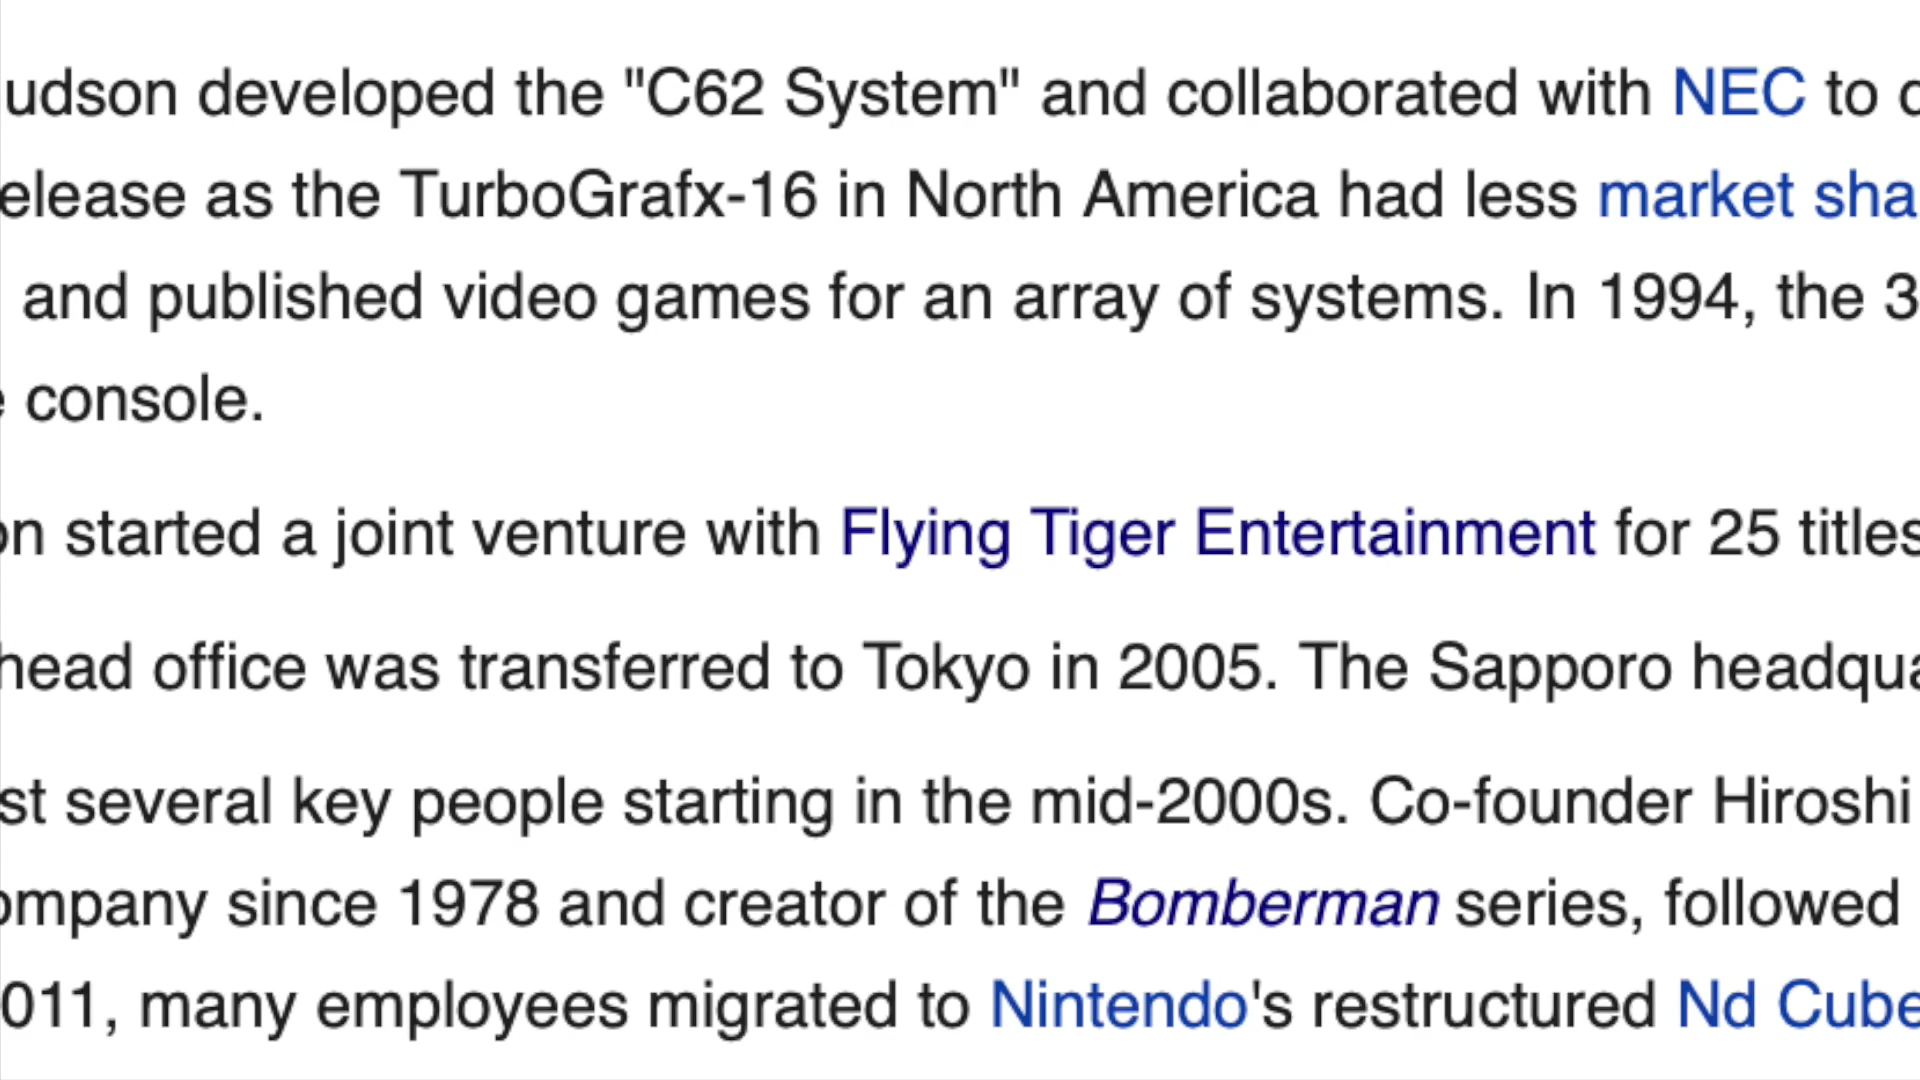 udson developed the "C62 System" and collaborated with NEC to
elease as the TurboGrafx-16 in North America had less market sha
and published video games for an array of systems. In 1994, the 3
console.
on started a joint venture with Flying Tiger Entertainment for 25 titles
head office was transferred to Tokyo in 2005. The Sapporo headqua
st several key people starting in the mid-2000s. Co-founder Hiroshi
ompany since 1978 and creator of the Bomberman series, followed
011, many employees migrated to Nintendo's restructured Nd Cube